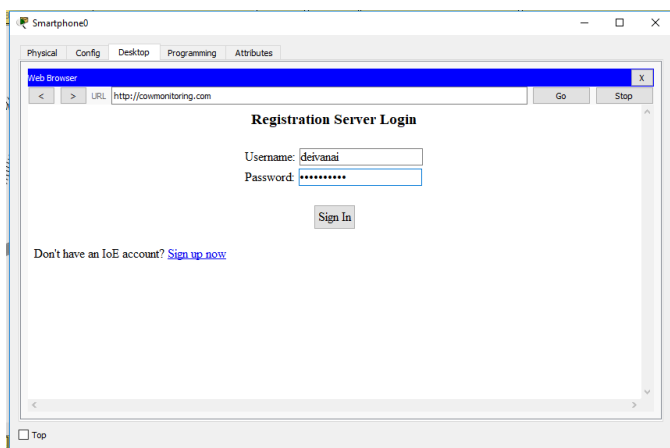 Smartphone0
Physical Config Desktop Programming Attributes
Web Browser X
< > URL http://cowmonitoring.com Go Stop
Registration Server Login
Username: deivanai
Password: ••••••••••
Sign In
Don't have an IoE account? Sign up now
Top